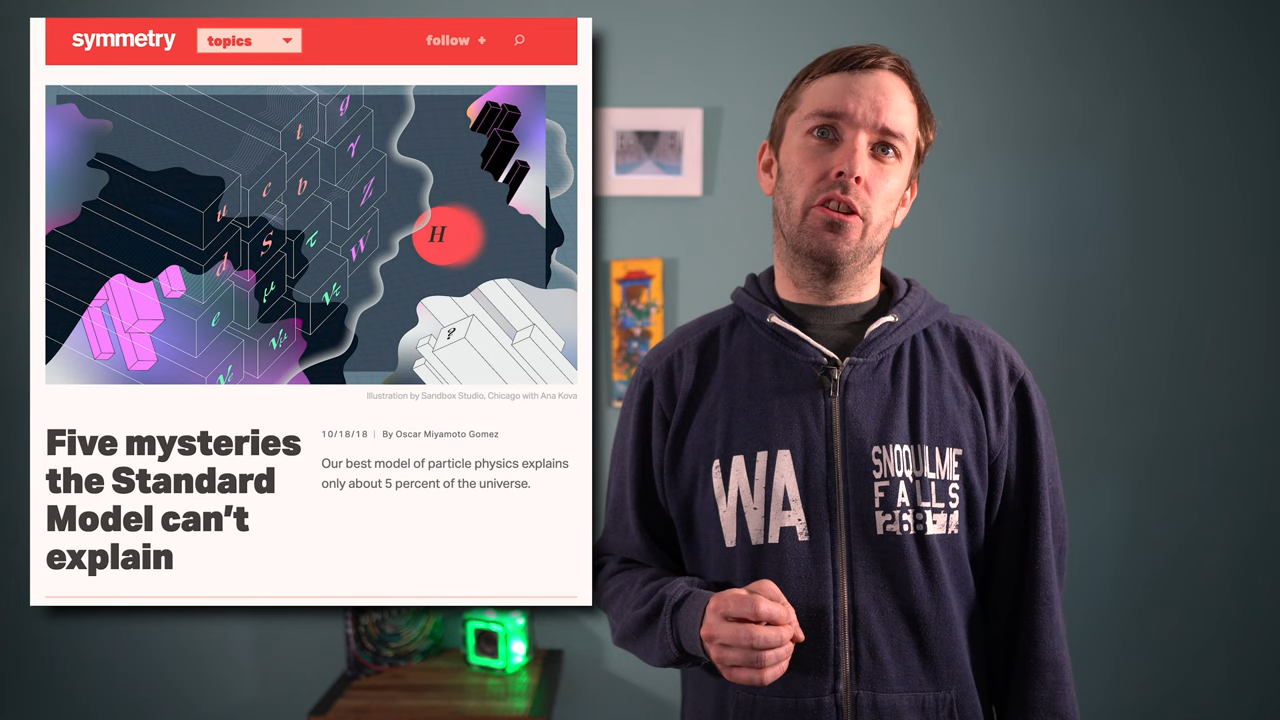 symmetry
topics
follow +
t
g
γ
c
b
Z
u
S
τ
W
H
d
μ
e
?
Illustration by Sandbox Studio, Chicago with Ana Kova
Five mysteries
the Standard
Model can't
explain
10/18/18 | By Oscar Miyamoto Gomez
Our best model of particle physics explains
only about 5 percent of the universe.
WA
SNOQUILMIE
FALLS